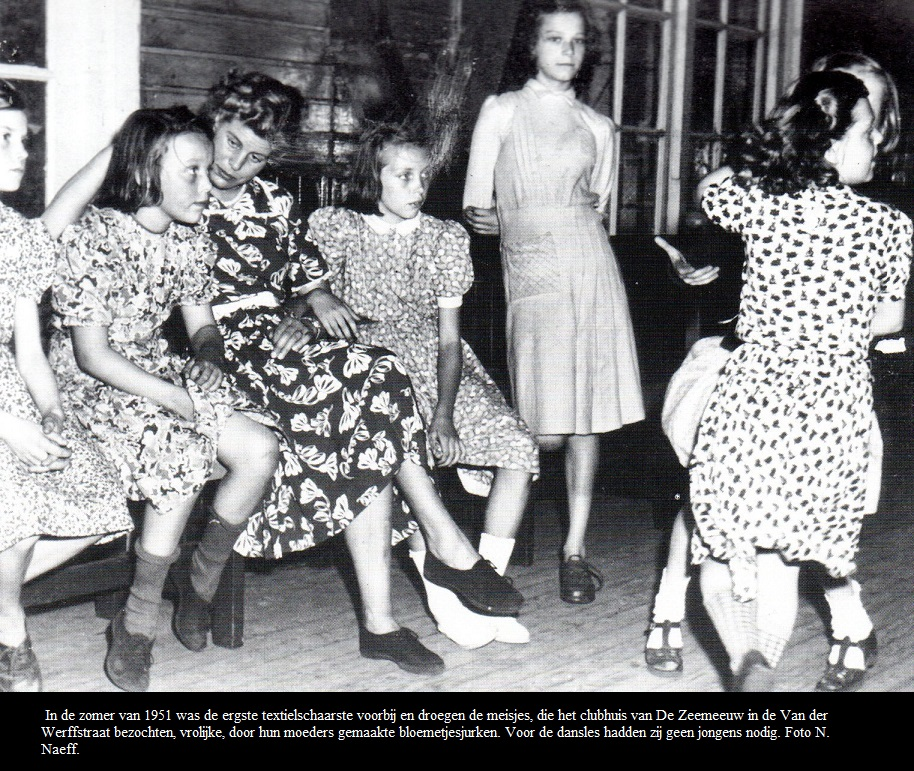 In de zomer van 1951 was de ergste textielschaarste voorbij en droegen de meisjes, die het clubhuis van De Zeemeeuw in de Van der
Werffstraat bezochten, vrolijke, door hun moeders gemaakte bloemetjesjurken. Voor de dansles hadden zij geen jongens nodig. Foto N.
Naeff.